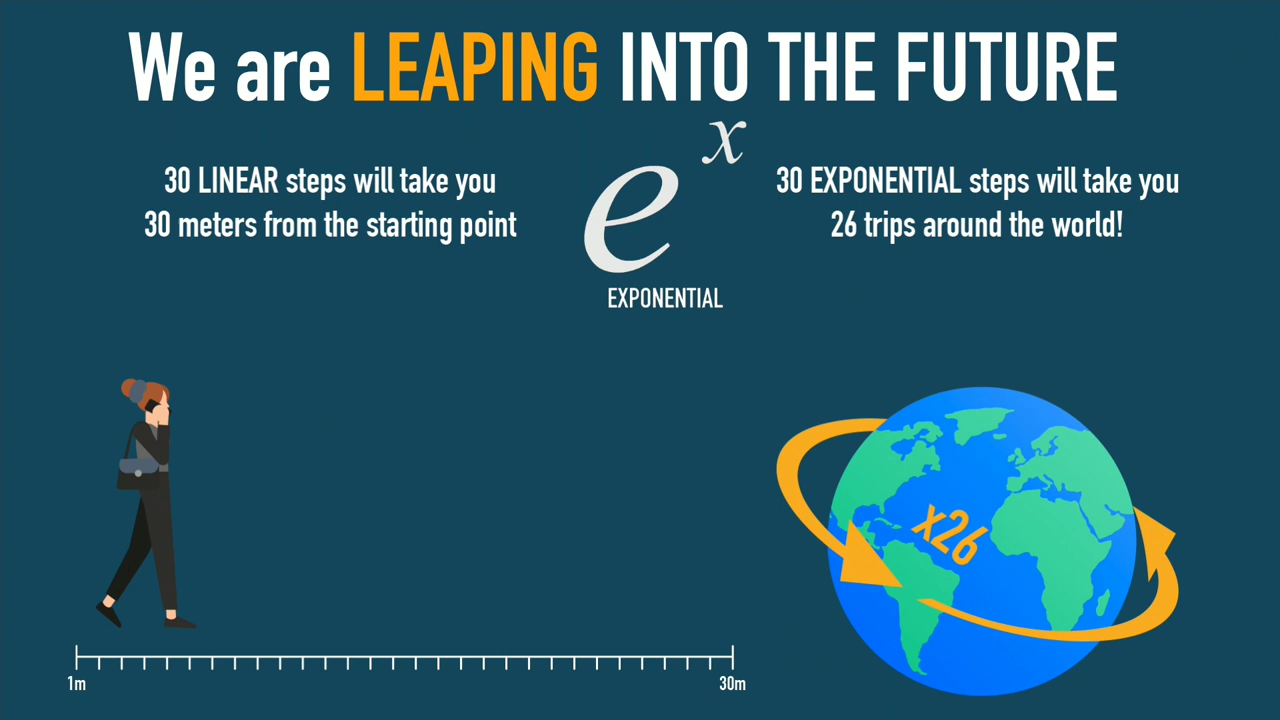 We are LEAPING INTO THE FUTURE
30 LINEAR steps will take you
30 meters from the starting point
e^x
EXPONENTIAL
30 EXPONENTIAL steps will take you
26 trips around the world!
x26
1m
30m